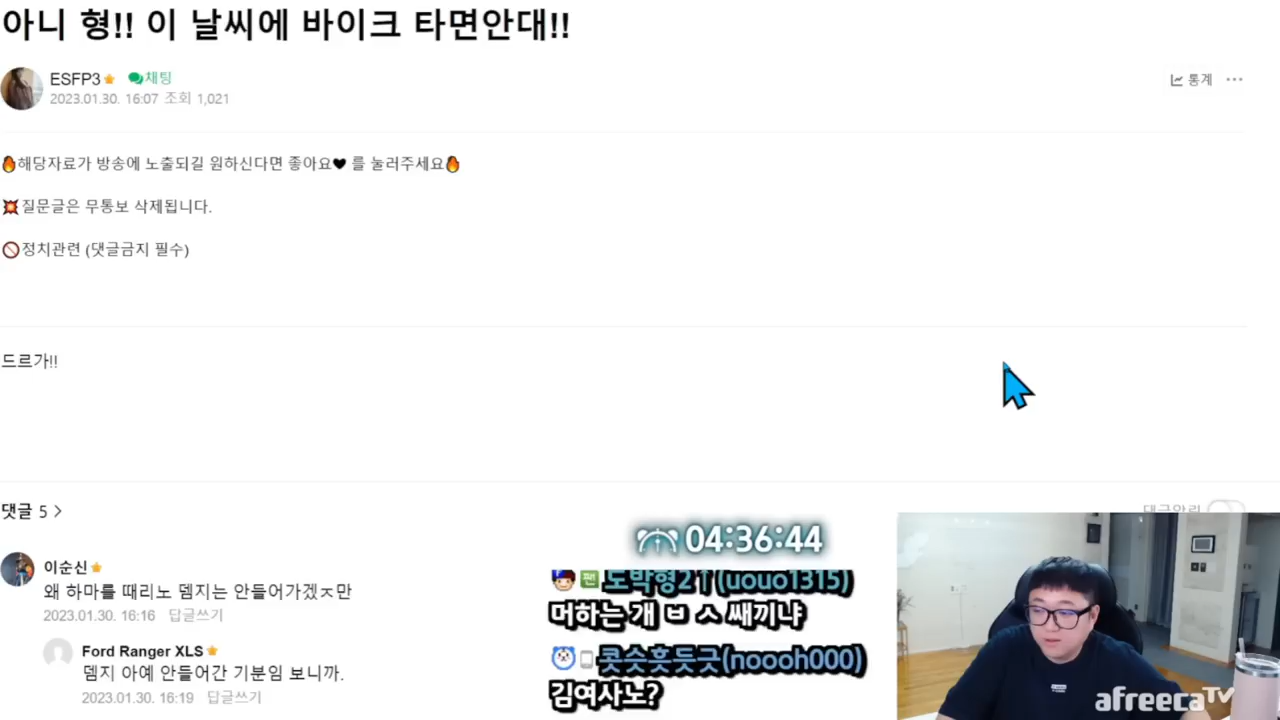 아니 형!! 이 날씨에 바이크 타면안대!!
ESFP3 채팅
2023.01.30. 16:07 조회 1,021
통계
해당자료가 방송에 노출되길 원하신다면 좋아요 를 눌러주세요
질문글은 무통보 삭제됩니다.
정치관련 (댓글금지 필수)
드르가!!
댓글 5
댓글알림
이순신
왜 하마를 때리노 뎀지는 안들어가겠ㅈ만
2023.01.30. 16:16 답글쓰기
Ford Ranger XLS
뎀지 아예 안들어간 기분임 보니까.
2023.01.30. 16:19 답글쓰기
04:36:44
팬 도박형2↑(uouo1315)
머하는 개 ㅂ ㅅ 쌔끼냐
콧숫흣듯긋(noooh000)
김여사노?
afreecaTV